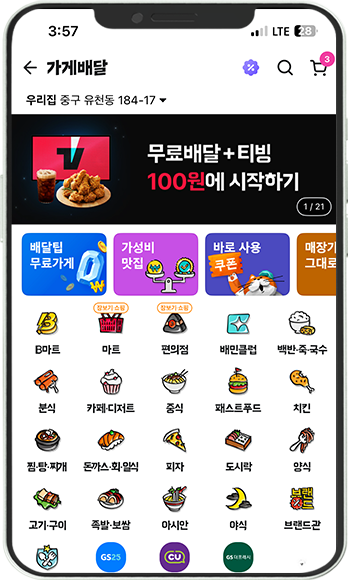 3:57
LTE 28
가게배달
3
우리집 중구 유천동 184-17
무료배달+티빙
100원에 시작하기
1 / 21
배달팁
무료가게
가성비
맛집
바로 사용
쿠폰
매장기
그대로
장보기·쇼핑
장보기·쇼핑
B마트
마트
편의점
배민클럽
백반·죽·국수
분식
카페·디저트
중식
패스트푸드
치킨
찜·탕·찌개
돈까스·회·일식
피자
도시락
양식
브랜드관
고기·구이
족발·보쌈
아시안
야식
브랜드관
GS25
CU
GS 더프레시